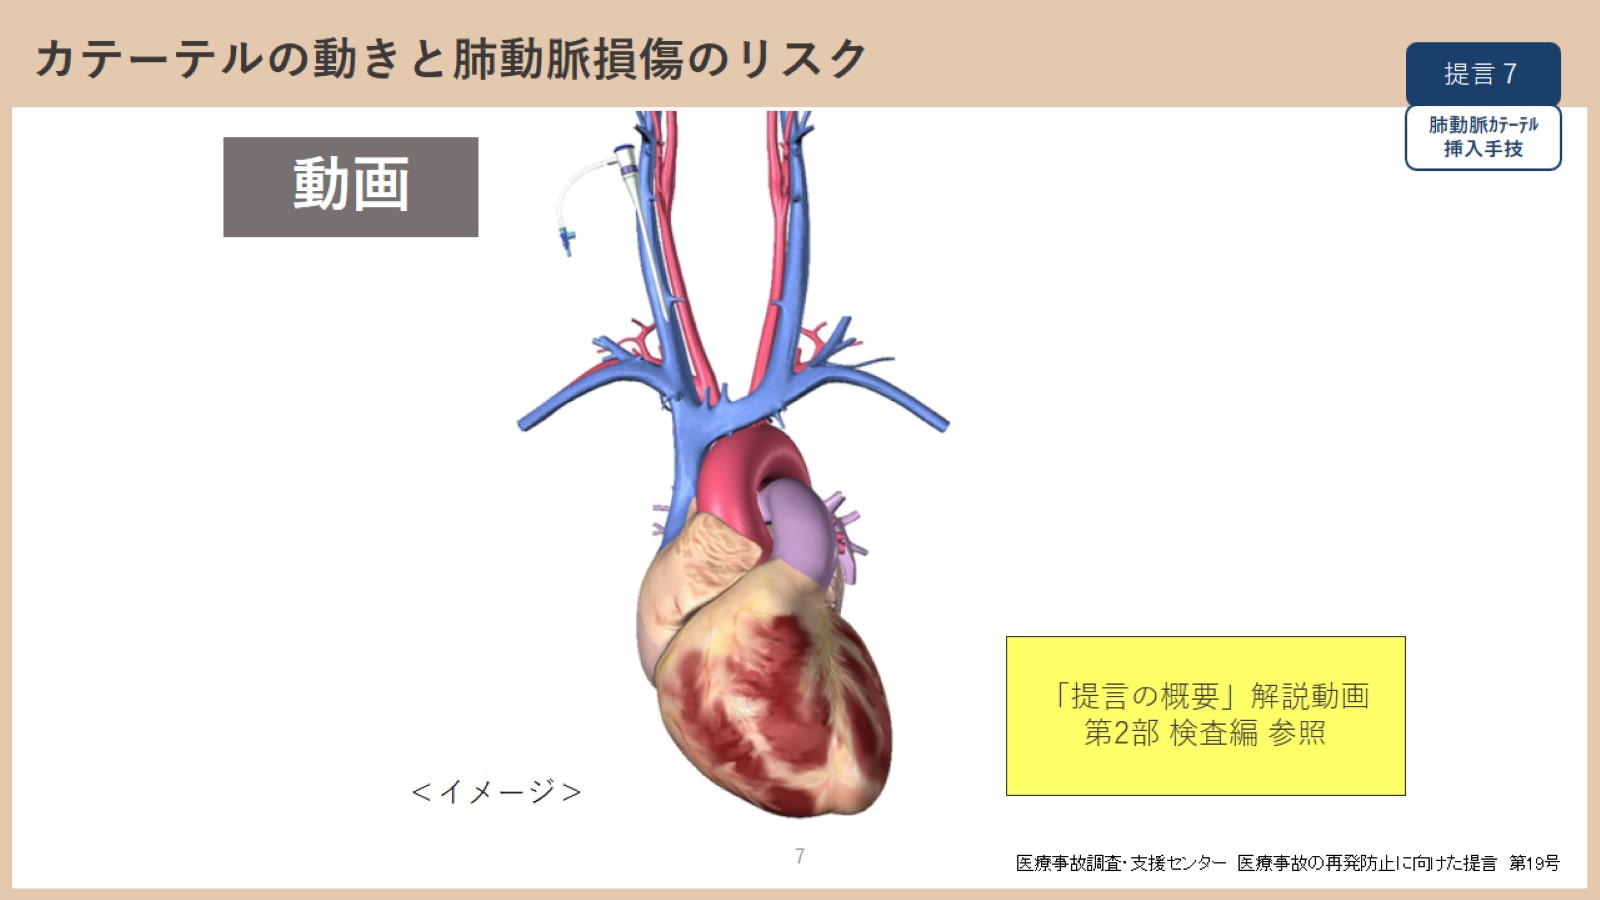 カテーテルの動きと肺動脈損傷のリスク
提言７
肺動脈ｶﾃｰﾃﾙ
挿入手技
動画
「提言の概要」解説動画
第2部 検査編 参照
＜イメージ＞
7
医療事故調査･支援センター　医療事故の再発防止に向けた提言　第19号